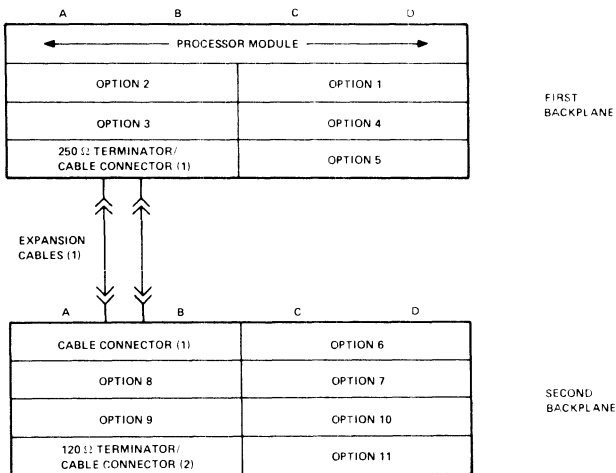 A B C D
PROCESSOR MODULE
OPTION 2 OPTION 1
OPTION 3 OPTION 4
250 Ω TERMINATOR/
CABLE CONNECTOR (1) OPTION 5
FIRST
BACKPLANE
EXPANSION
CABLES (1)
A B C D
CABLE CONNECTOR (1) OPTION 6
OPTION 8 OPTION 7
OPTION 9 OPTION 10
120 Ω TERMINATOR/
CABLE CONNECTOR (2) OPTION 11
SECOND
BACKPLANE